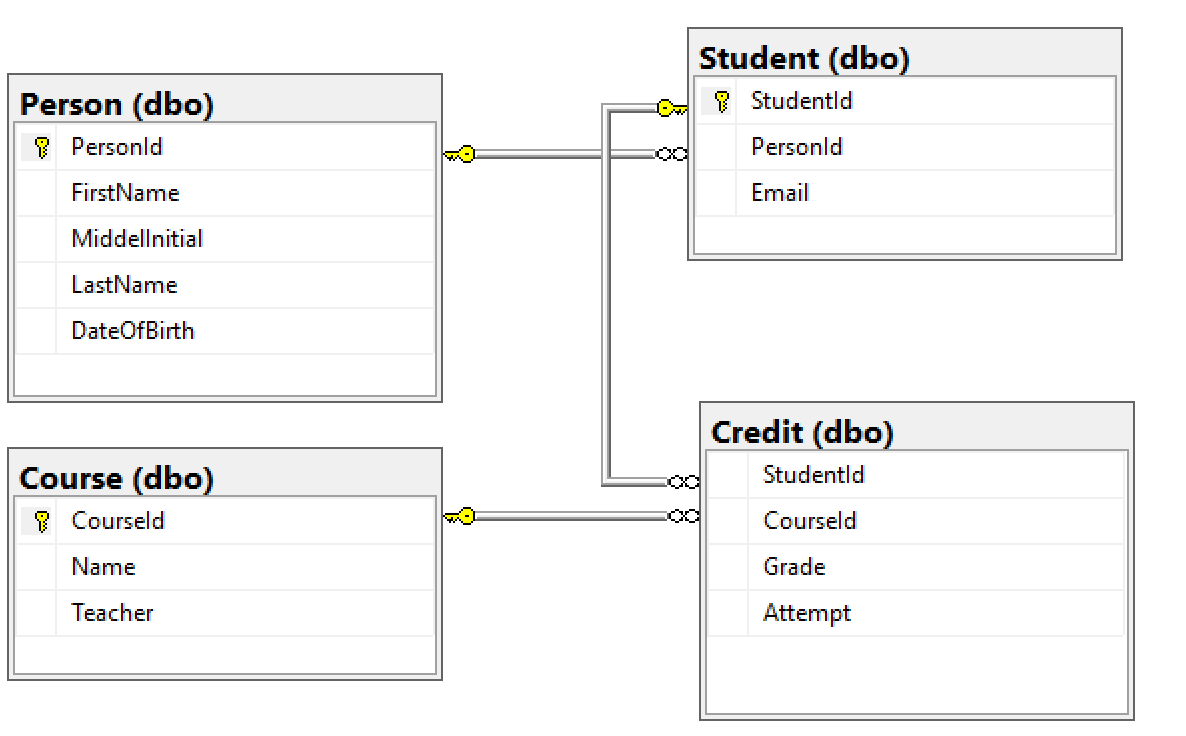 Person (dbo)
PersonId
FirstName
MiddelInitial
LastName
DateOfBirth
Student (dbo)
StudentId
PersonId
Email
Course (dbo)
CourseId
Name
Teacher
Credit (dbo)
StudentId
CourseId
Grade
Attempt